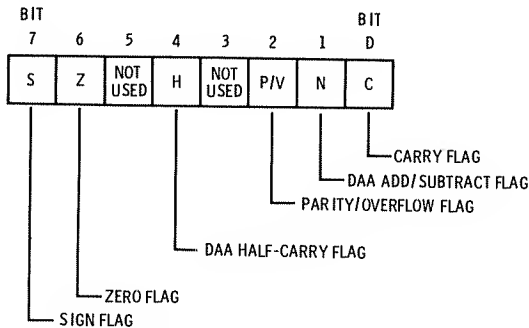 BIT BIT
7 6 5 4 3 2 1 D
S Z NOT USED H NOT USED P/V N C
CARRY FLAG
DAA ADD/SUBTRACT FLAG
PARITY/OVERFLOW FLAG
DAA HALF-CARRY FLAG
ZERO FLAG
SIGN FLAG